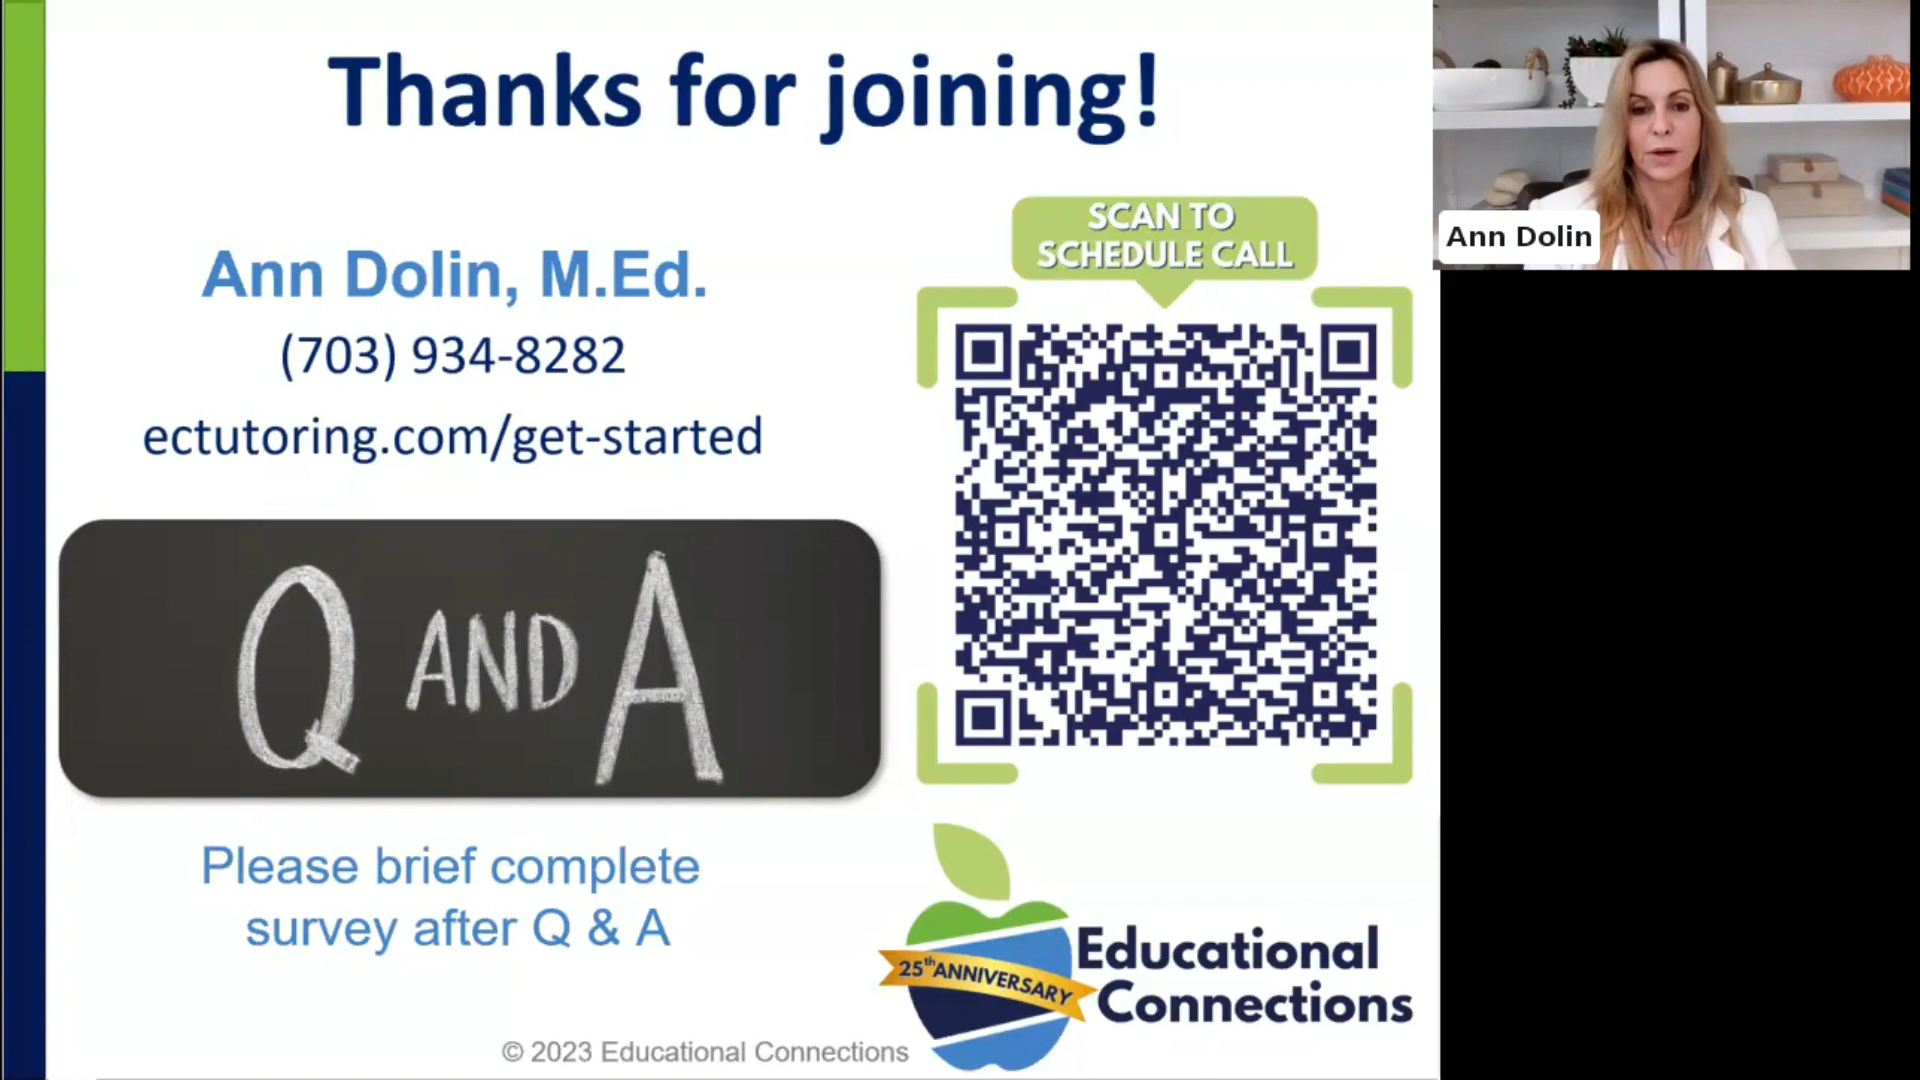 Thanks for joining!
Ann Dolin, M.Ed.
(703) 934-8282
ectutoring.com/get-started
SCAN TO
SCHEDULE CALL
Q AND A
Please brief complete
survey after Q & A
25th ANNIVERSARY
Educational
Connections
© 2023 Educational Connections
Ann Dolin